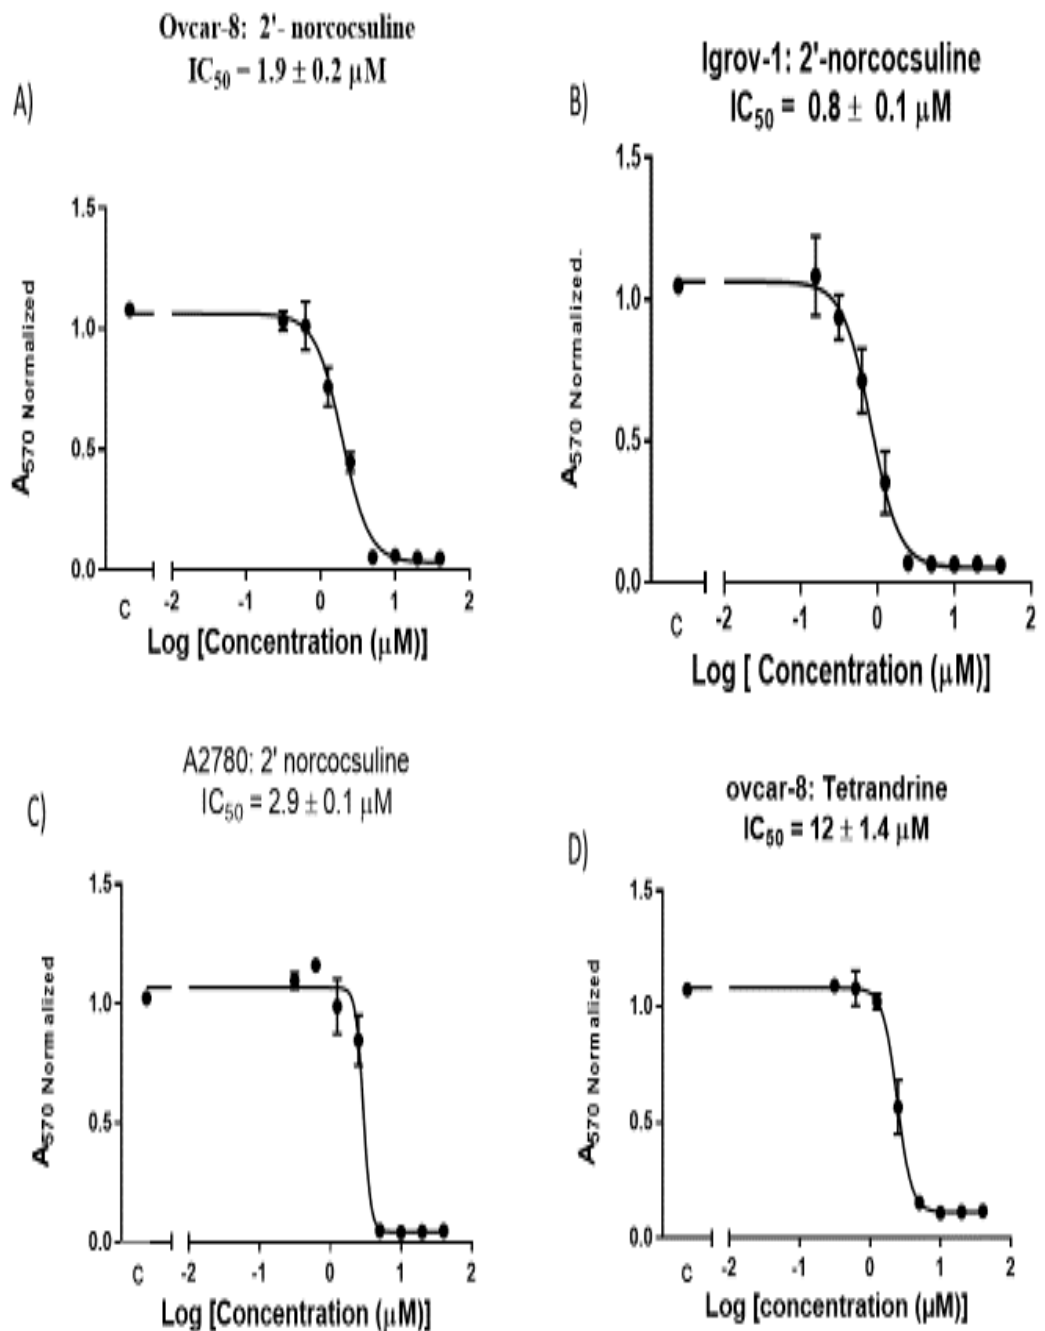 Ovcar-8: 2'- norcocsuline
IC50 = 1.9 ± 0.2 µM
A)
1.5
1.0
0.5
0.0
A570 Normalized
C -2 -1 0 1 2
Log [Concentration (µM)]
Igrov-1: 2'-norcocsuline
IC50 = 0.8 ± 0.1 µM
B)
1.5
1.0
0.5
0.0
A570 Normalized.
C -2 -1 0 1 2
Log [ Concentration (µM)]
A2780: 2' norcocsuline
IC50 = 2.9 ± 0.1 µM
C)
1.5
1.0
0.5
0.0
A570 Normalized
C -2 -1 0 1 2
Log [Concentration (µM)]
ovcar-8: Tetrandrine
IC50 = 12 ± 1.4 µM
D)
1.5
1.0
0.5
0.0
A570 Normalized
C -2 -1 0 1 2
Log [concentration (µM)]